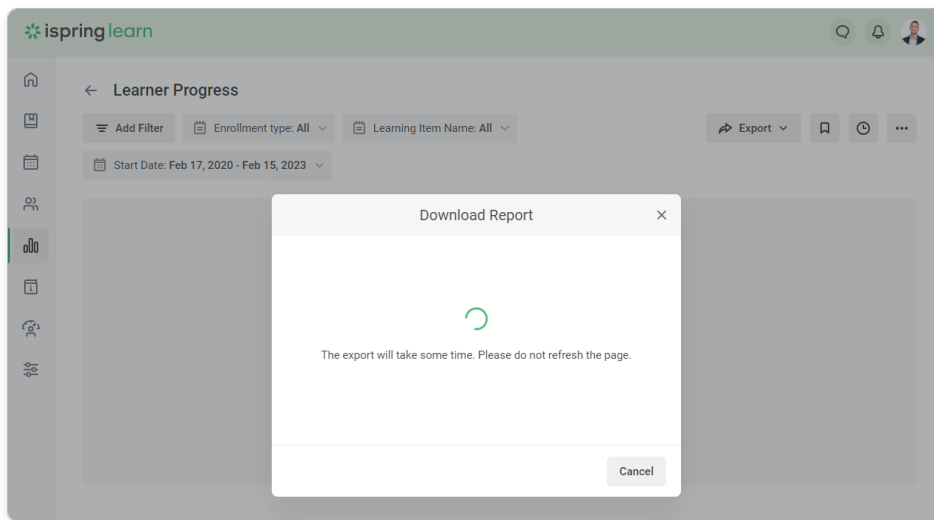 ispring learn
Learner Progress
Add Filter
Enrollment type: All
Learning Item Name: All
Export
Start Date: Feb 17, 2020 - Feb 15, 2023
Download Report
The export will take some time. Please do not refresh the page.
Cancel